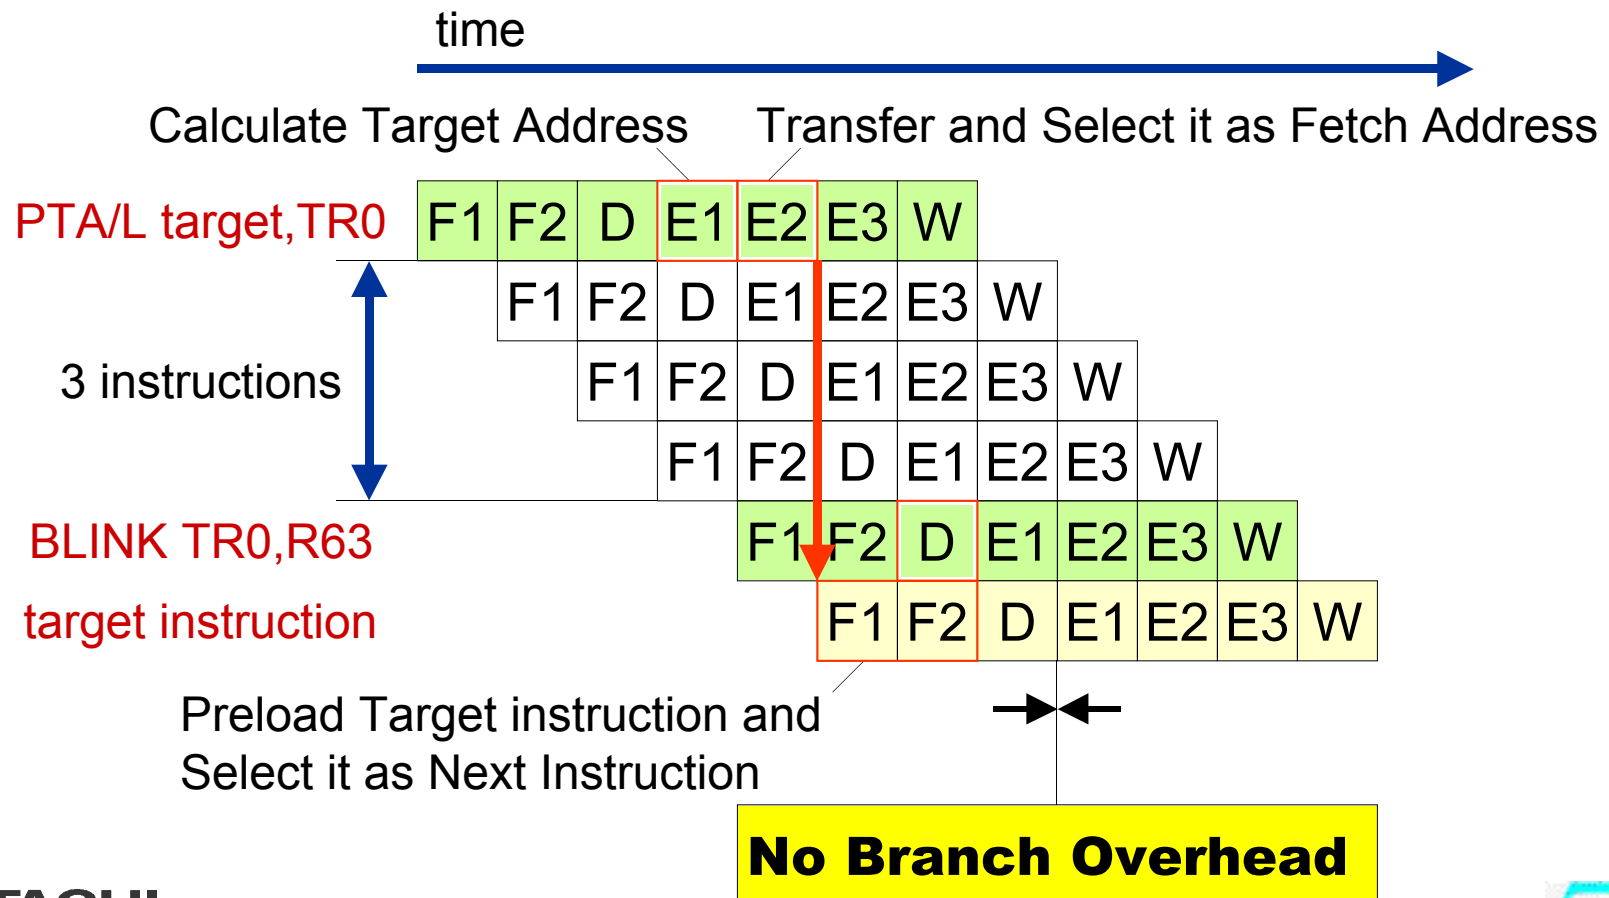 time
Calculate Target Address Transfer and Select it as Fetch Address
PTA/L target,TR0 F1 F2 D E1 E2 E3 W
F1 F2 D E1 E2 E3 W
3 instructions F1 F2 D E1 E2 E3 W
F1 F2 D E1 E2 E3 W
BLINK TR0,R63 F1 F2 D E1 E2 E3 W
target instruction F1 F2 D E1 E2 E3 W
Preload Target instruction and
Select it as Next Instruction
No Branch Overhead